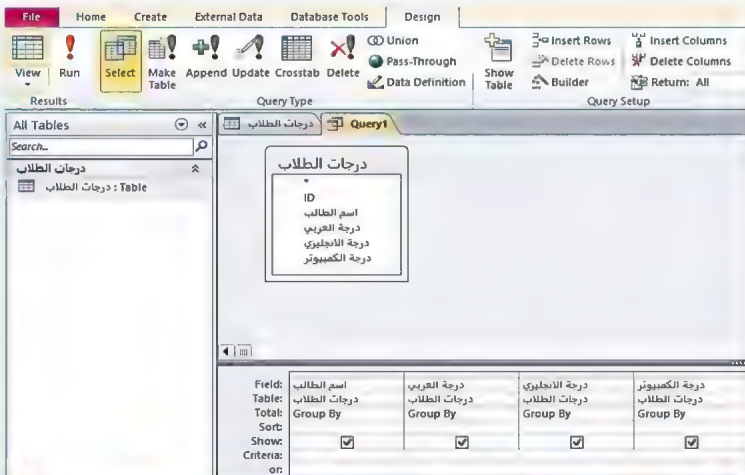 File Home Create External Data Database Tools Design
View Run Select Make Table Append Update Crosstab Delete
Union
Pass-Through
Data Definition
Show Table
Insert Rows
Delete Rows
Builder
Insert Columns
Delete Columns
Return: All
Results Query Type Query Setup
All Tables «
Search...
درجات الطلاب
درجات الطلاب : Table
درجات الطلاب Query1
درجات الطلاب
*
ID
اسم الطالب
درجة العربي
درجة الانجليزي
درجة الكمبيوتر
Field: اسم الطالب درجة العربي درجة الانجليزي درجة الكمبيوتر
Table: درجات الطلاب درجات الطلاب درجات الطلاب درجات الطلاب
Total: Group By Group By Group By Group By
Sort:
Show:
Criteria:
or: